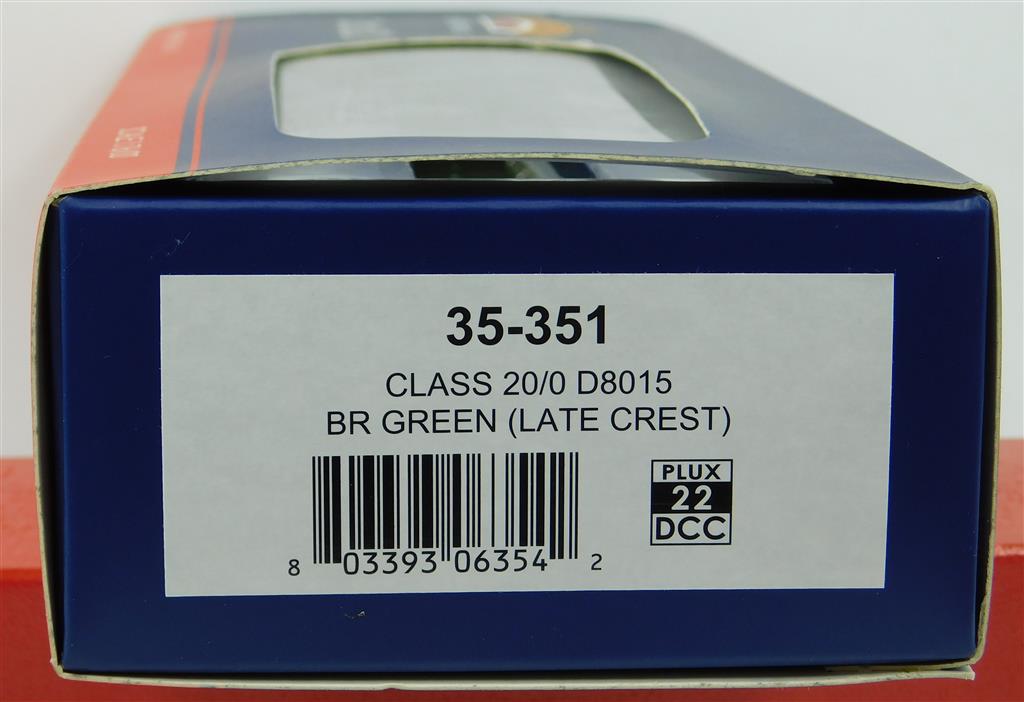 35-351
CLASS 20/0 D8015
BR GREEN (LATE CREST)
PLUX
22
DCC
8 03393 06354 2